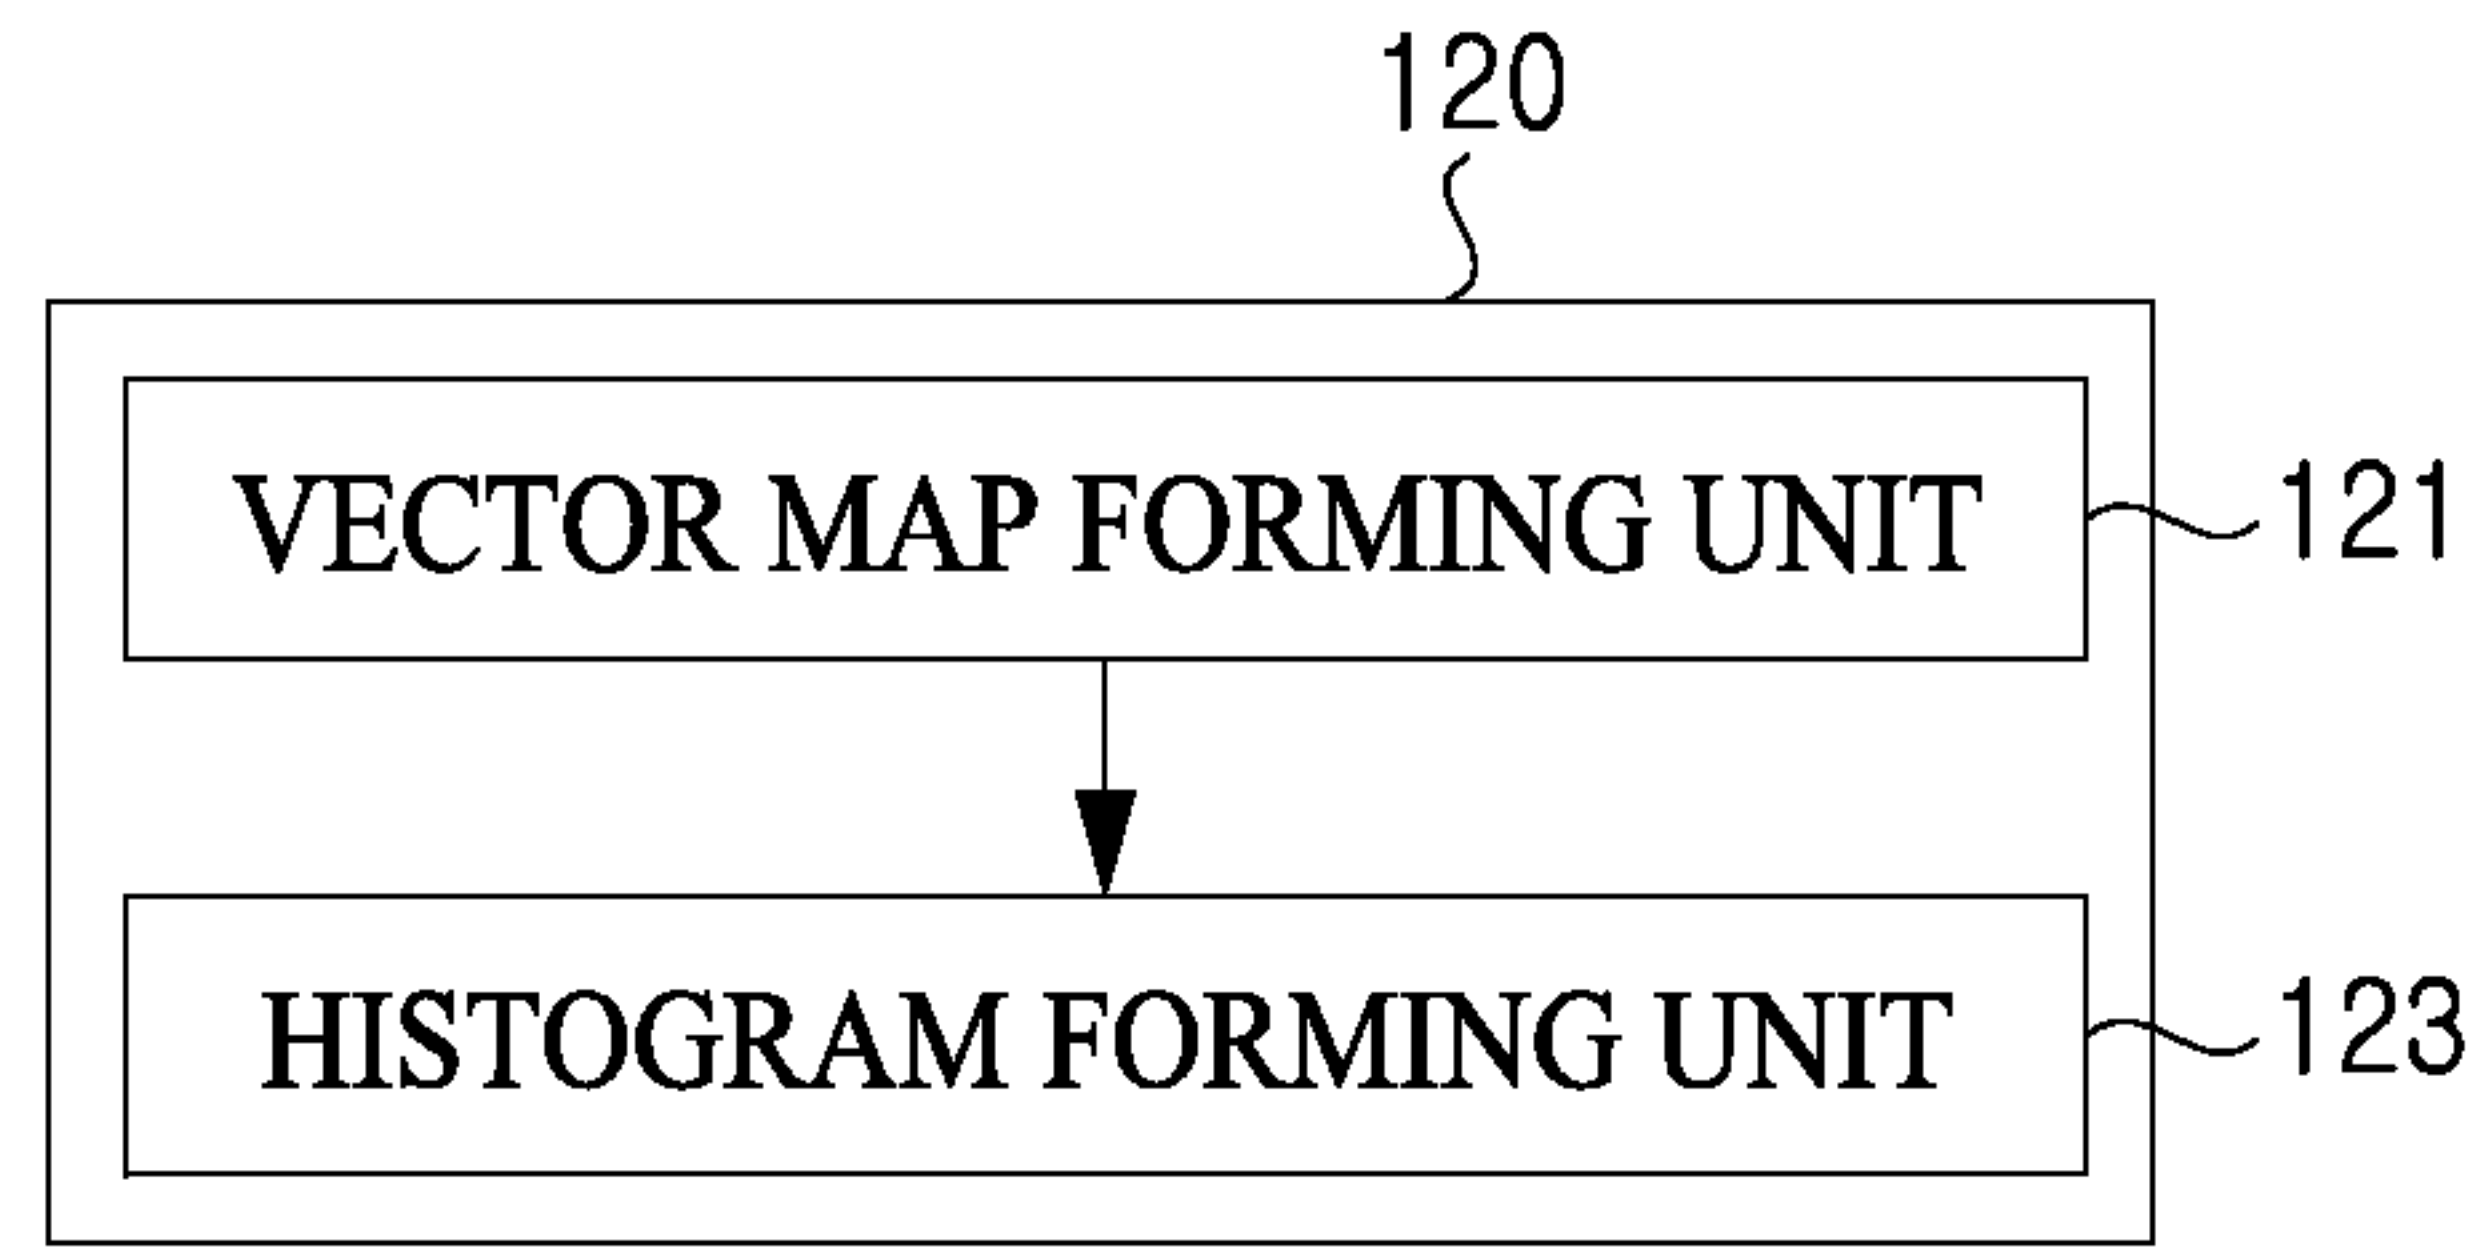 120
VECTOR MAP FORMING UNIT 121
HISTOGRAM FORMING UNIT 123